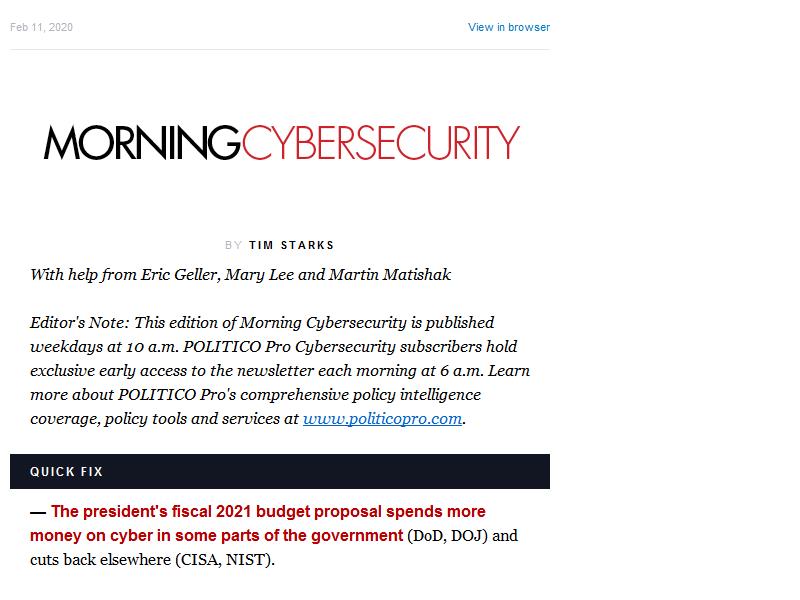 Feb 11, 2020 View in browser
MORNINGCYBERSECURITY
BY TIM STARKS
With help from Eric Geller, Mary Lee and Martin Matishak
Editor's Note: This edition of Morning Cybersecurity is published
weekdays at 10 a.m. POLITICO Pro Cybersecurity subscribers hold
exclusive early access to the newsletter each morning at 6 a.m. Learn
more about POLITICO Pro's comprehensive policy intelligence
coverage, policy tools and services at www.politicopro.com.
QUICK FIX
— The president's fiscal 2021 budget proposal spends more
money on cyber in some parts of the government (DoD, DOJ) and
cuts back elsewhere (CISA, NIST).